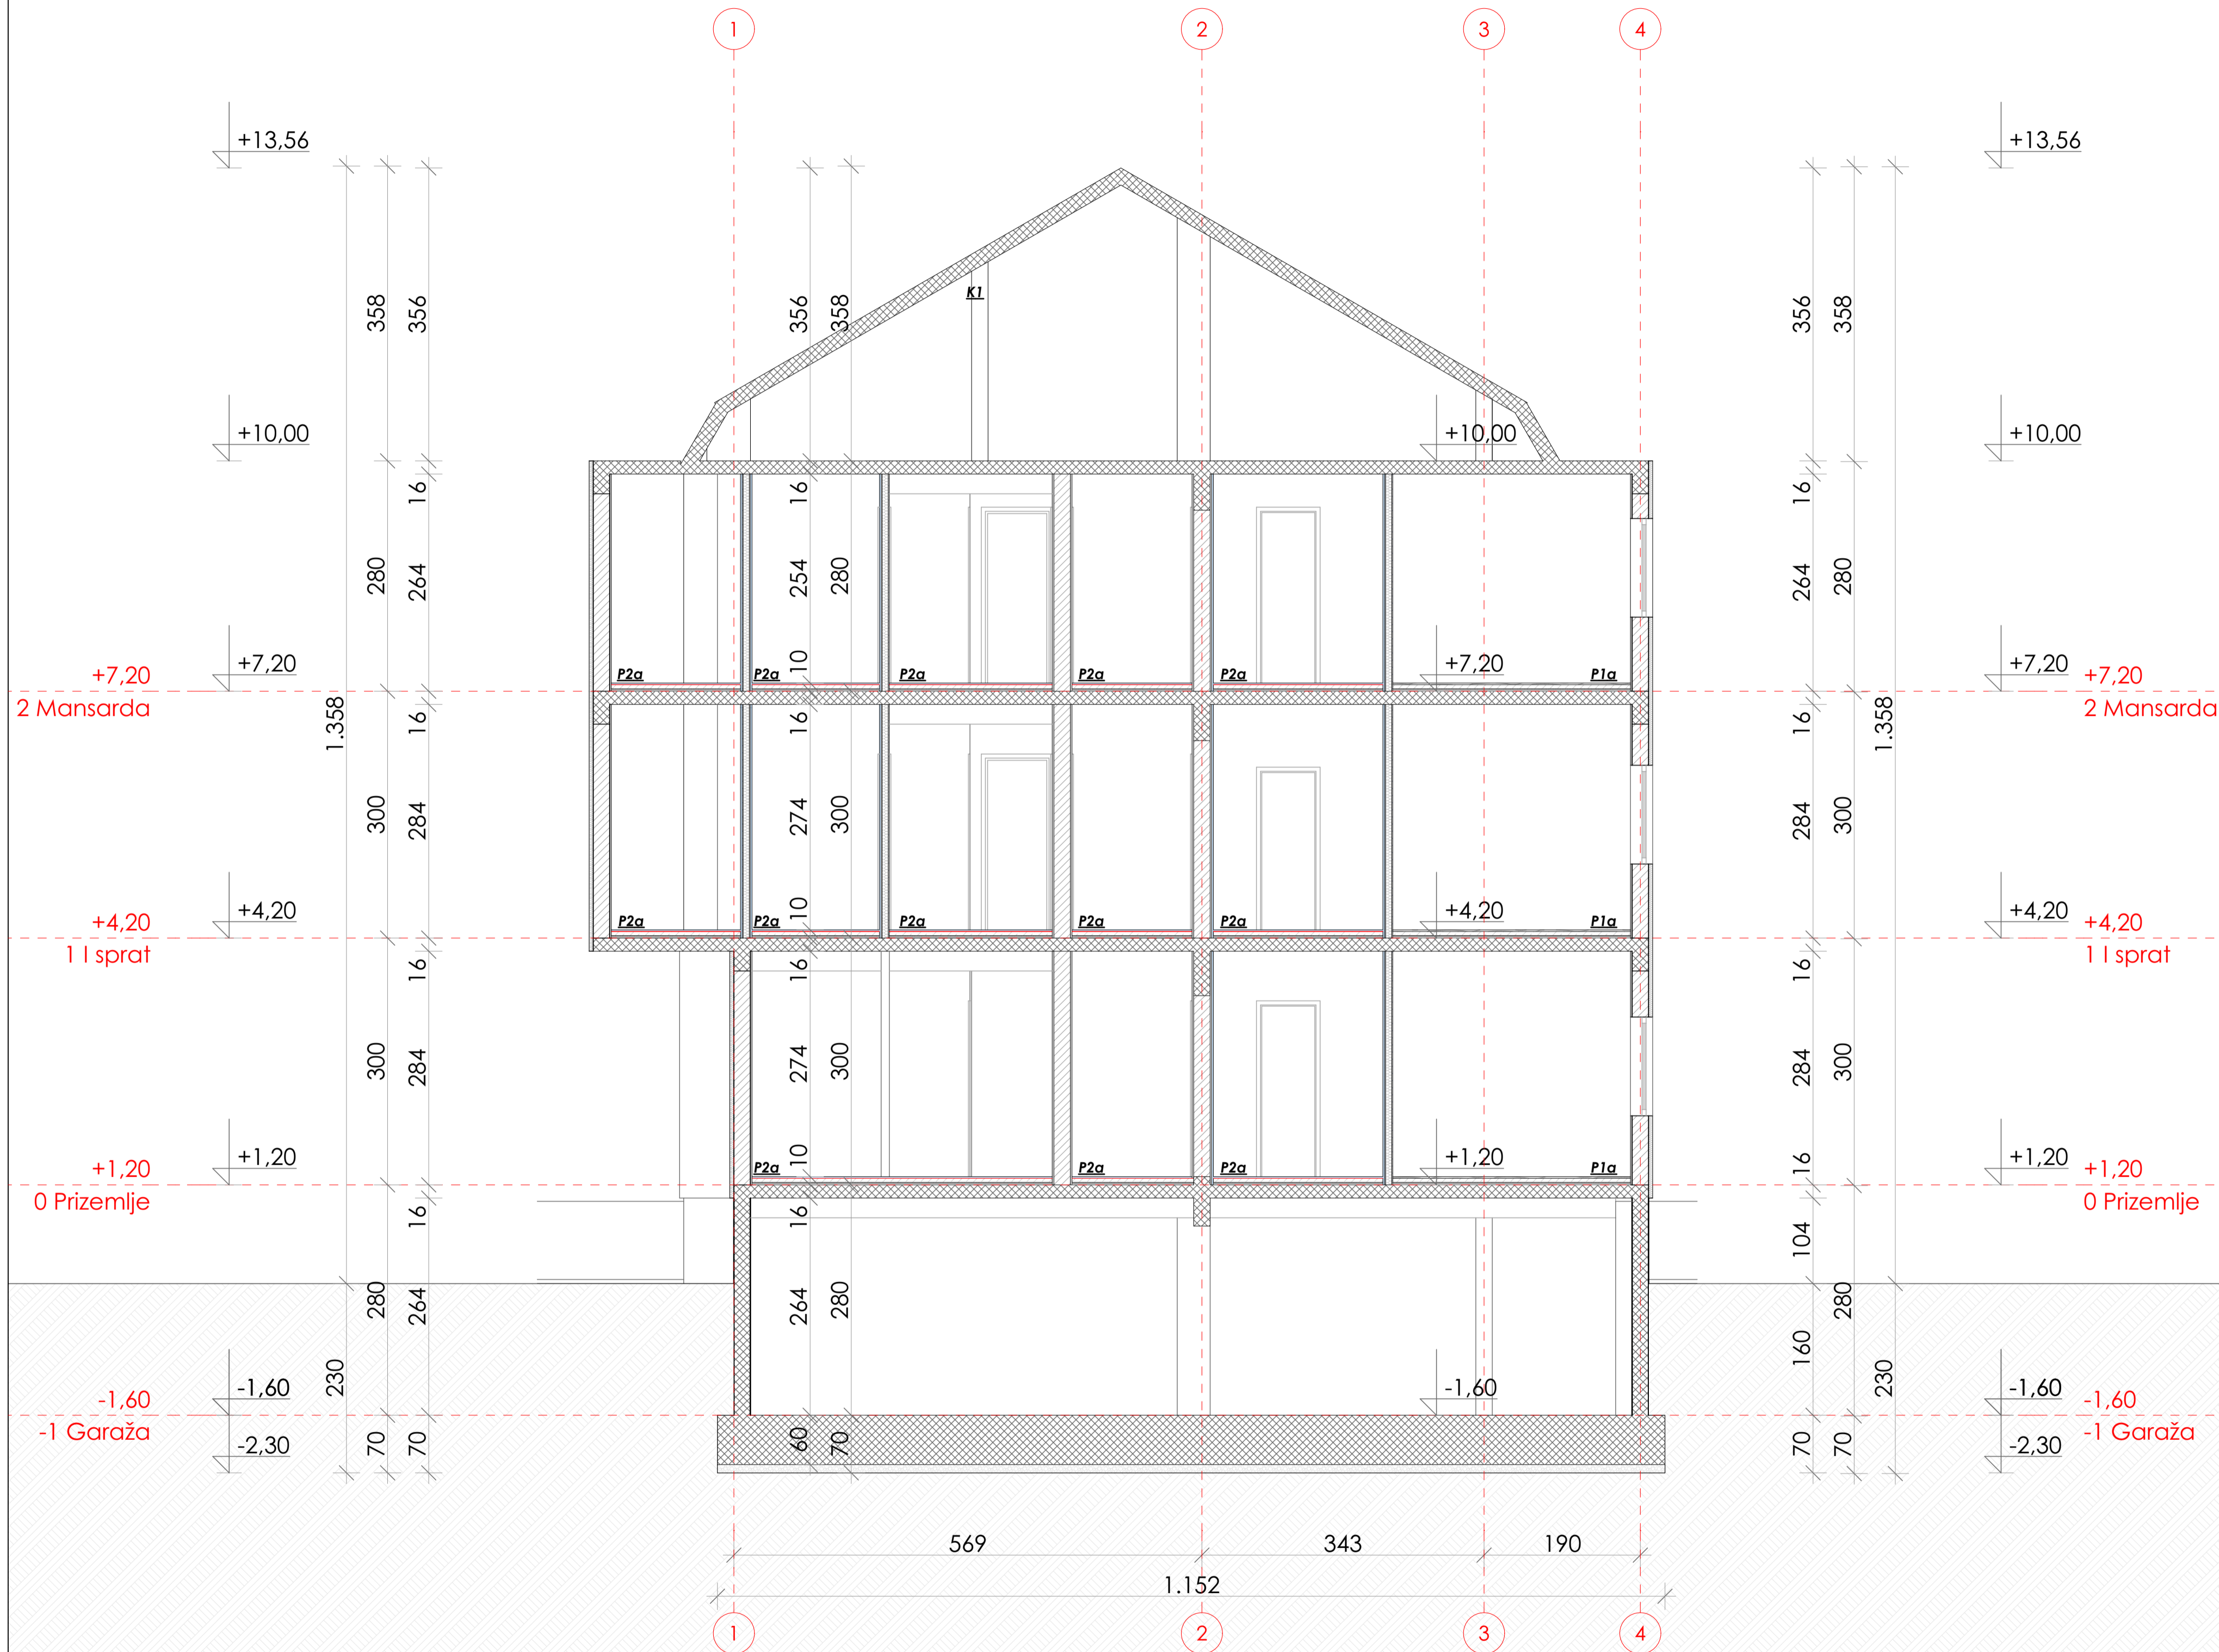 1 2 3 4
+13,56 +13,56
358 356 356 358 356 358
K1
+10,00 +10,00 +10,00
16 16 16
280 264 254 280 264 280
10
P2a P2a P2a P2a P2a P1a
+7,20 +7,20 +7,20 +7,20 +7,20
2 Mansarda 2 Mansarda
1.358 1.358
16 16 16
300 284 274 300 284 300
10
P2a P2a P2a P2a P2a P1a
+4,20 +4,20 +4,20 +4,20 +4,20
1 I sprat 1 I sprat
16 16 16
300 284 274 300 284 300
10 16
P2a P2a P2a P1a
+1,20 +1,20 +1,20 +1,20 +1,20
0 Prizemlje 0 Prizemlje
16 16 104
280 264 264 280 160 280
230 230
-1,60 -1,60 -1,60 -1,60 -1,60
-1 Garaža -1 Garaža
70 70 60 70 70 70
-2,30 -2,30
569 343 190
1.152
1 2 3 4